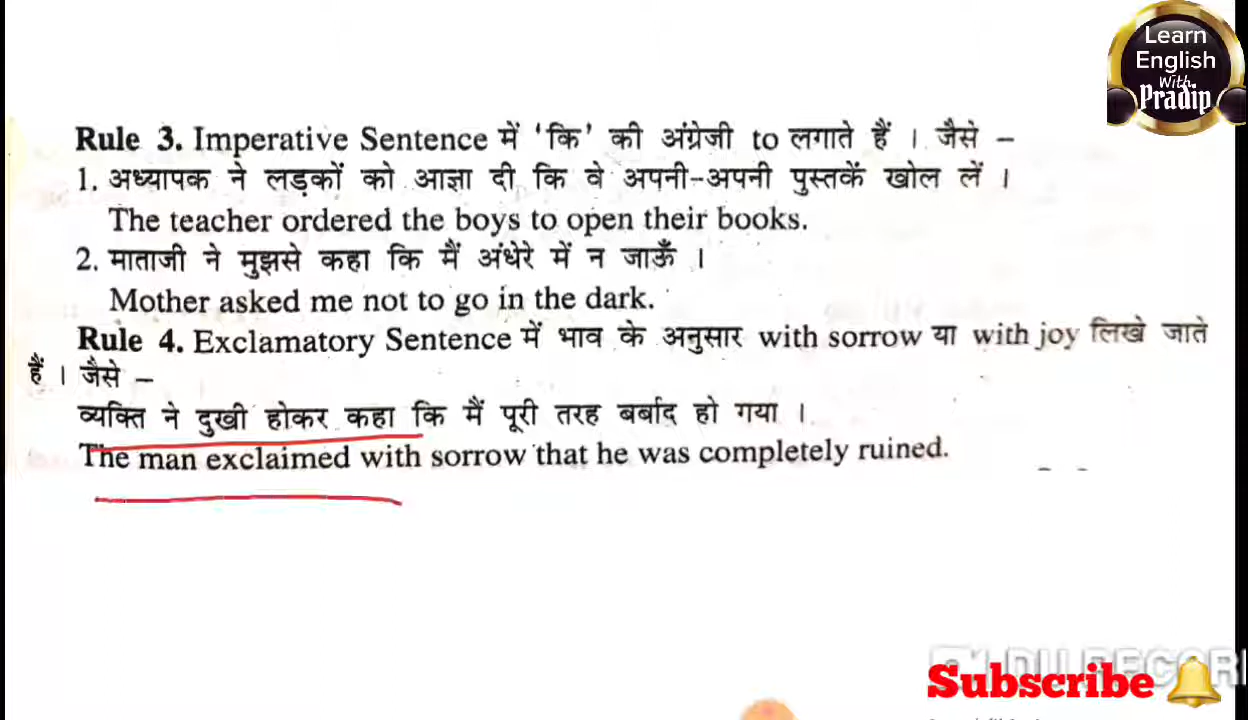 Learn
English
With
Pradip
Rule 3. Imperative Sentence में ‘कि’ की अंग्रेजी to लगाते हैं । जैसे –
1. अध्यापक ने लड़कों को आज्ञा दी कि वे अपनी-अपनी पुस्तकें खोल लें ।
The teacher ordered the boys to open their books.
2. माताजी ने मुझसे कहा कि मैं अंधेरे में न जाऊँ ।
Mother asked me not to go in the dark.
Rule 4. Exclamatory Sentence में भाव के अनुसार with sorrow या with joy लिखे जाते
हैं । जैसे –
व्यक्ति ने दुखी होकर कहा कि मैं पूरी तरह बर्बाद हो गया ।
The man exclaimed with sorrow that he was completely ruined.
Subscribe